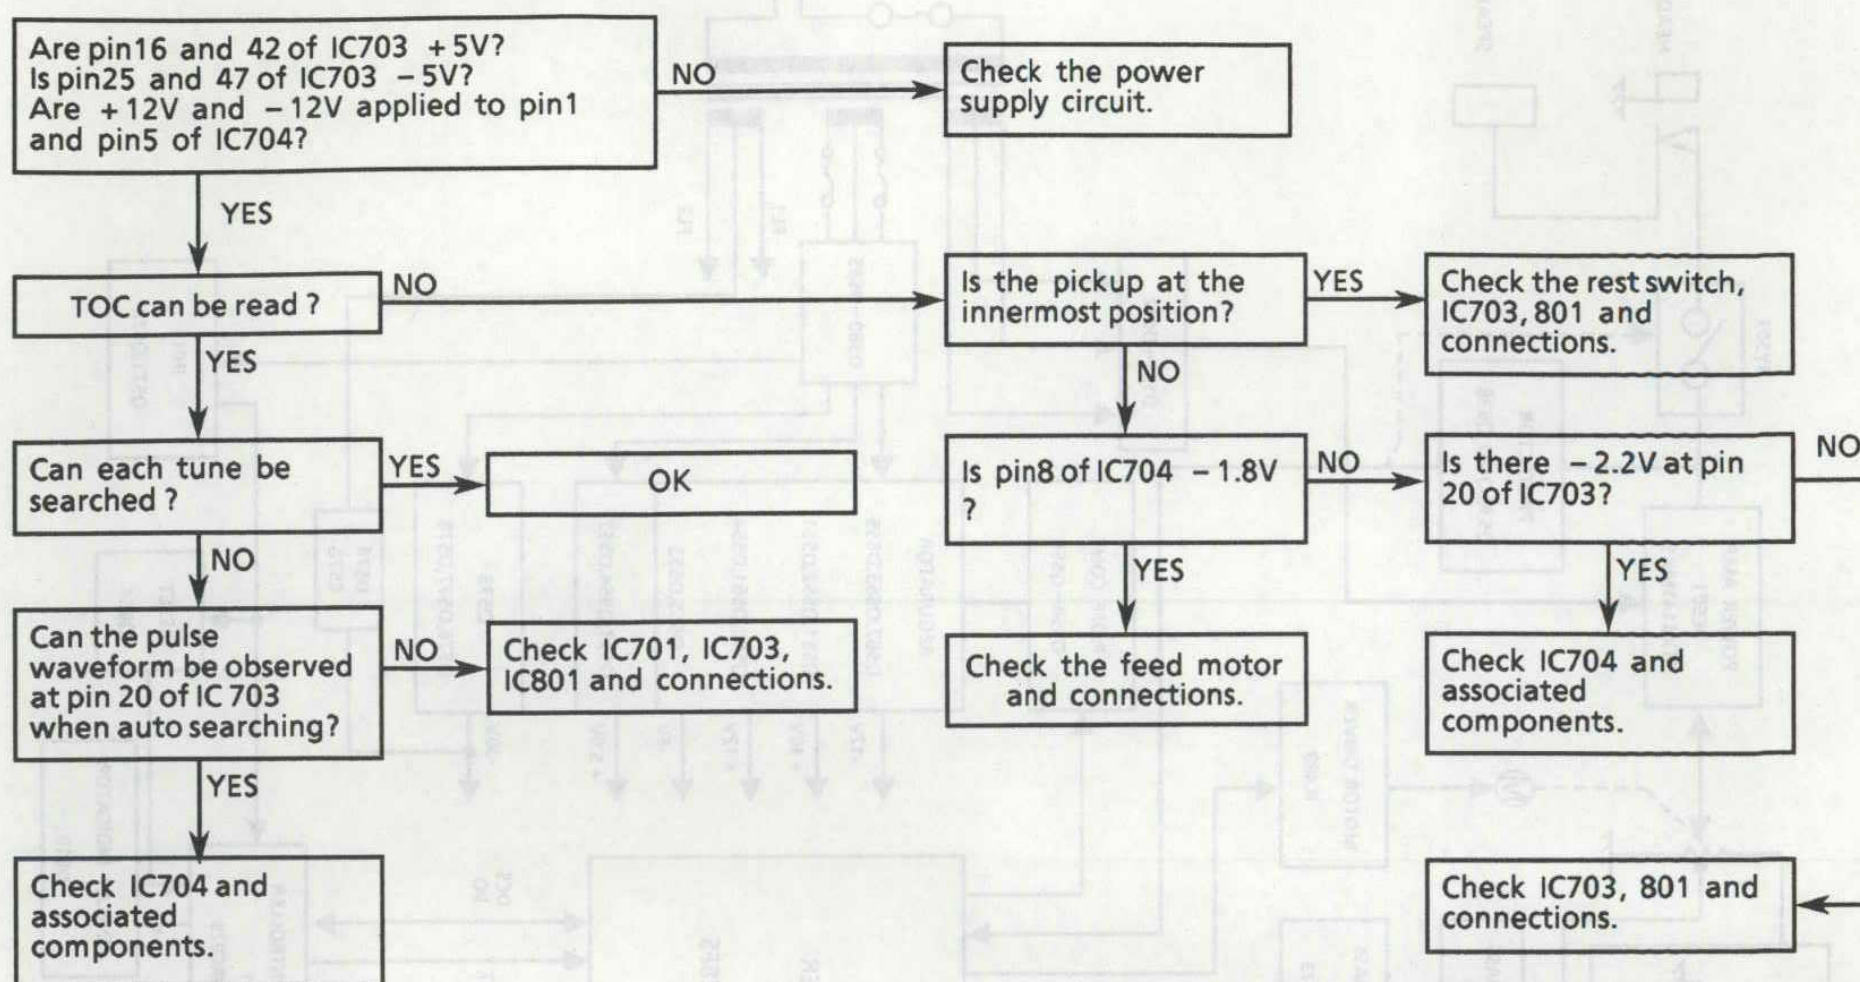 Are pin16 and 42 of IC703 +5V?
Is pin25 and 47 of IC703 −5V?
Are +12V and −12V applied to pin1
and pin5 of IC704?
NO
Check the power
supply circuit.
YES
TOC can be read ?
NO
Is the pickup at the
innermost position?
YES
Check the rest switch,
IC703, 801 and
connections.
YES
NO
Can each tune be
searched ?
YES
OK
Is pin8 of IC704 −1.8V
?
NO
Is there −2.2V at pin
20 of IC703?
NO
NO
YES
YES
Can the pulse
waveform be observed
at pin 20 of IC 703
when auto searching?
NO
Check IC701, IC703,
IC801 and connections.
Check the feed motor
and connections.
Check IC704 and
associated
components.
YES
Check IC704 and
associated
components.
Check IC703, 801 and
connections.